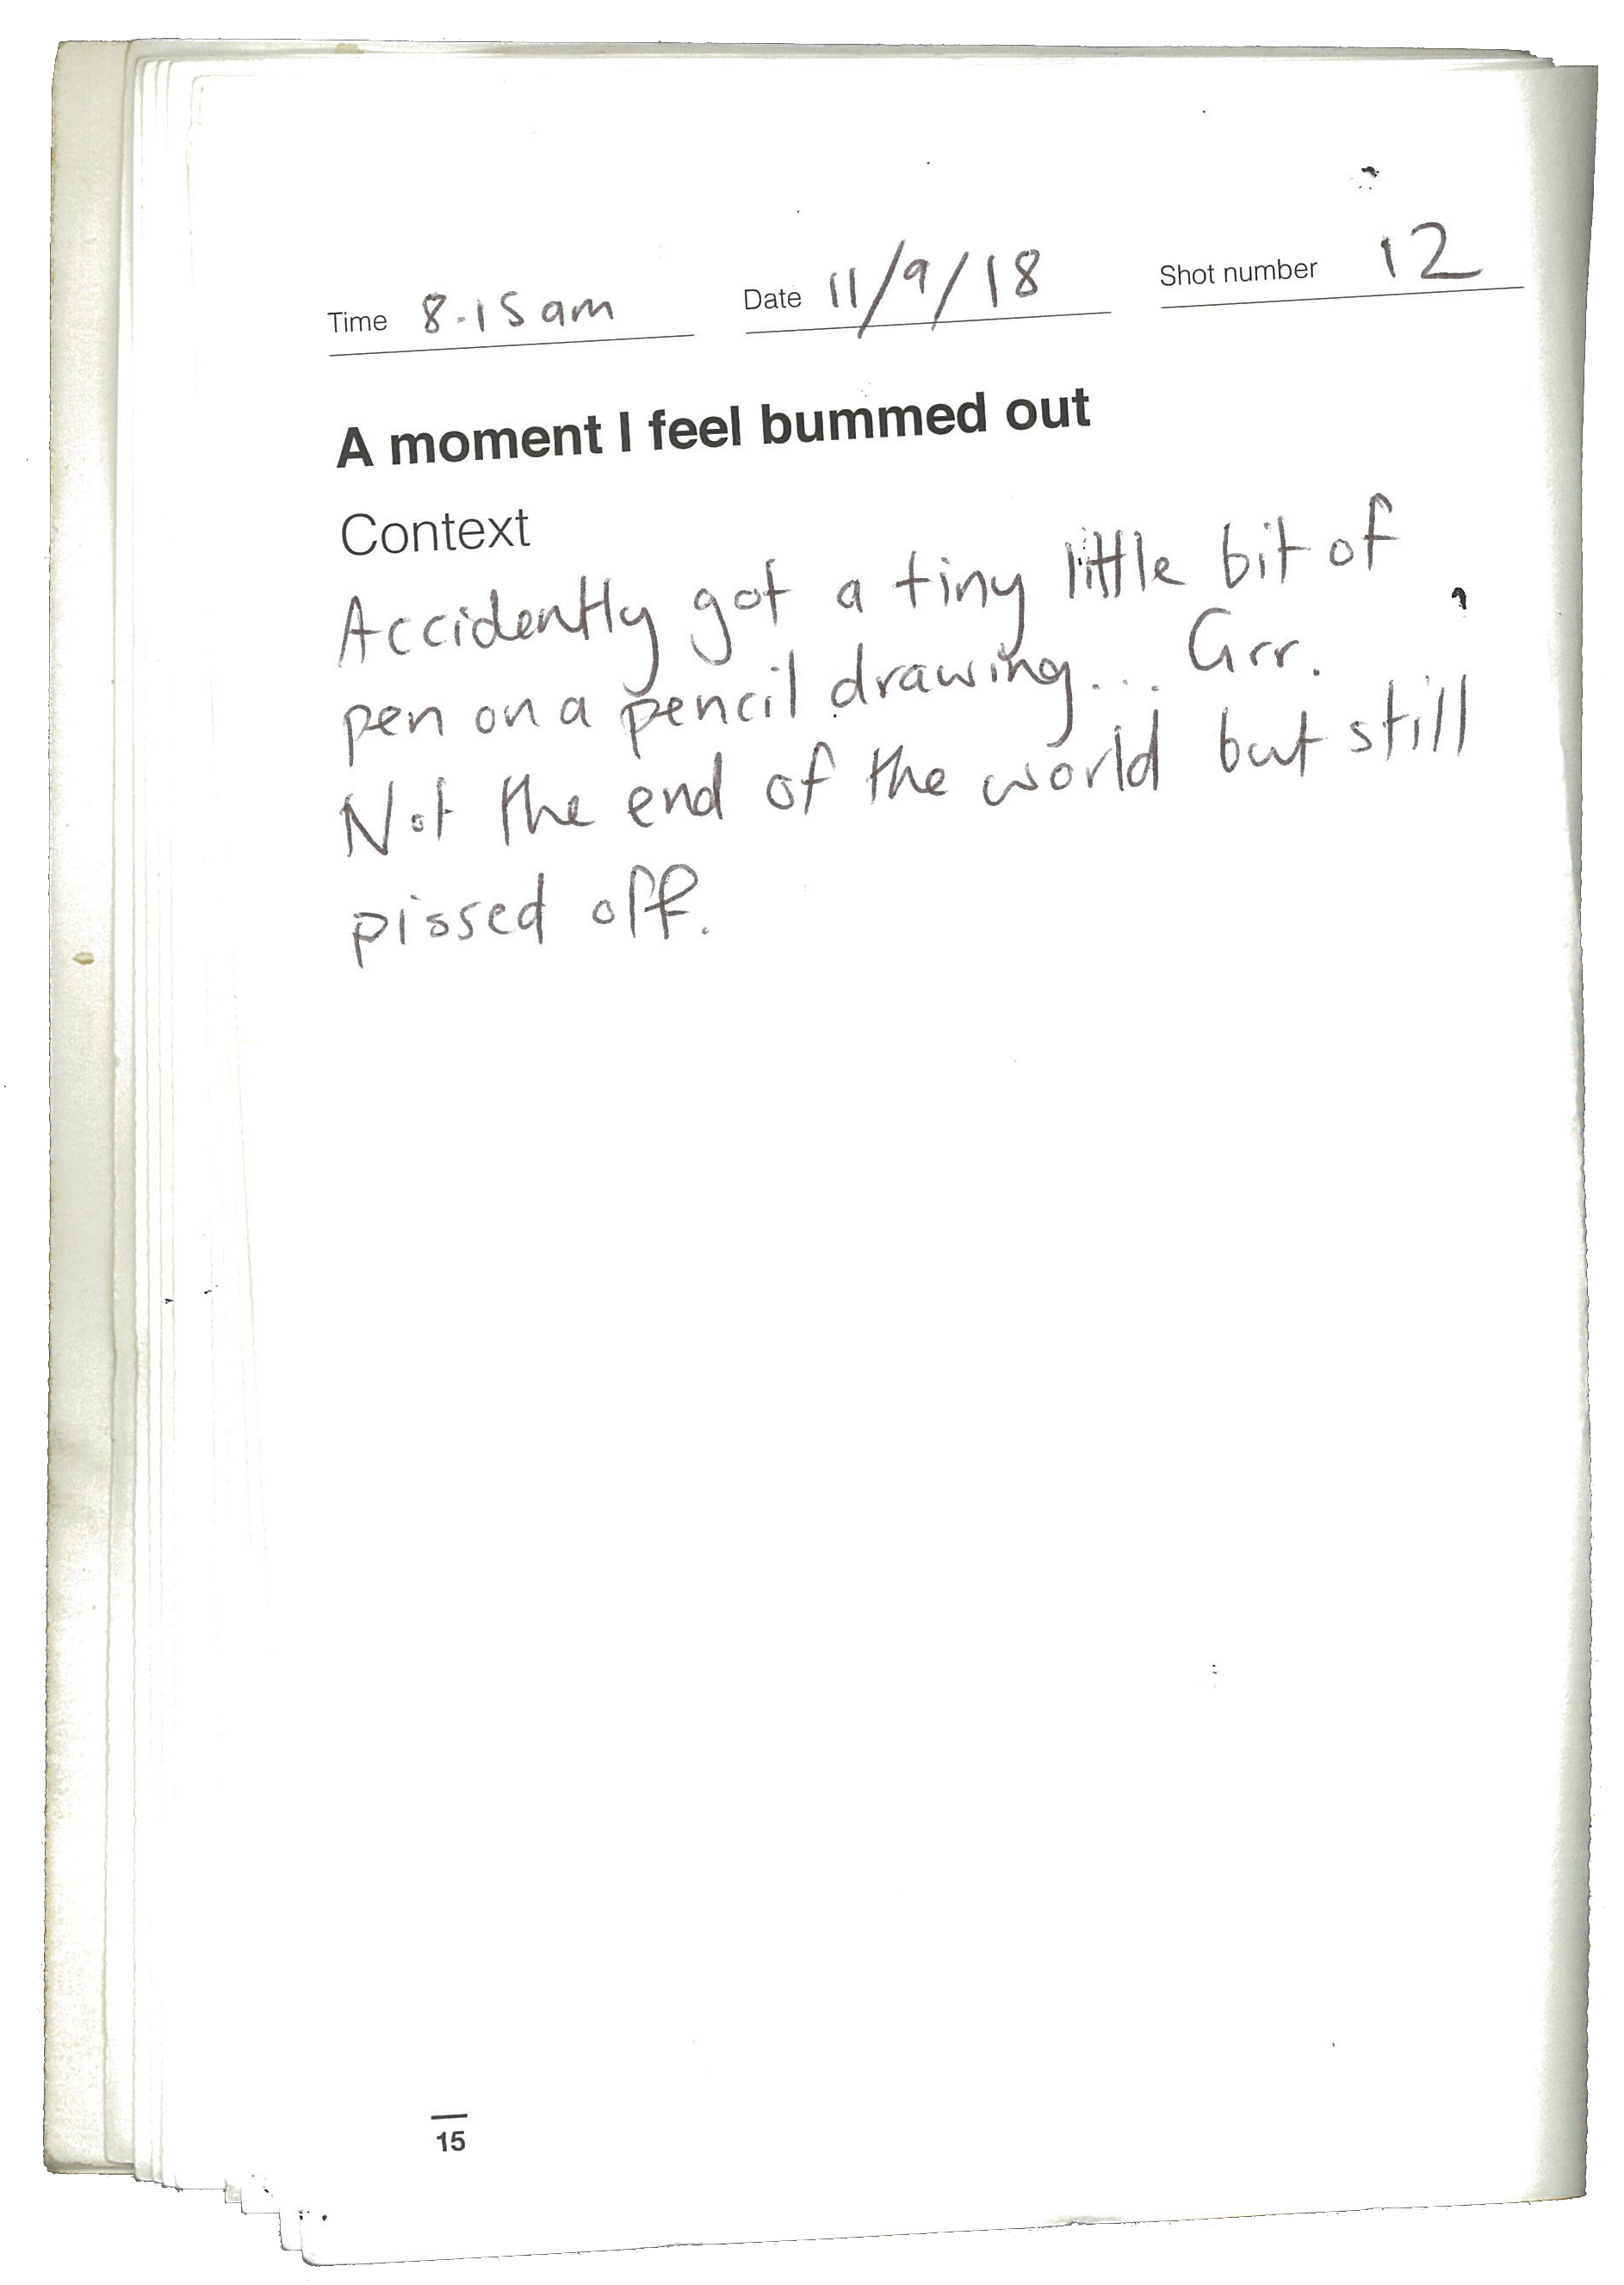 Time 8.15am Date 11/9/18 Shot number 12
A moment I feel bummed out
Context
Accidently got a tiny little bit of
pen on a pencil drawing... Grr.
Not the end of the world but still
pissed off.
15